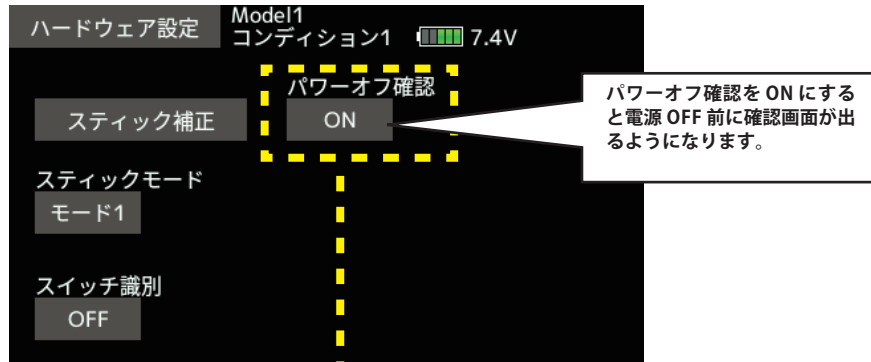 ハードウェア設定
Model1
コンディション1 7.4V
パワーオフ確認
スティック補正
ON
スティックモード
モード1
スイッチ識別
OFF
パワーオフ確認を ON にする
と電源 OFF 前に確認画面が出
るようになります。